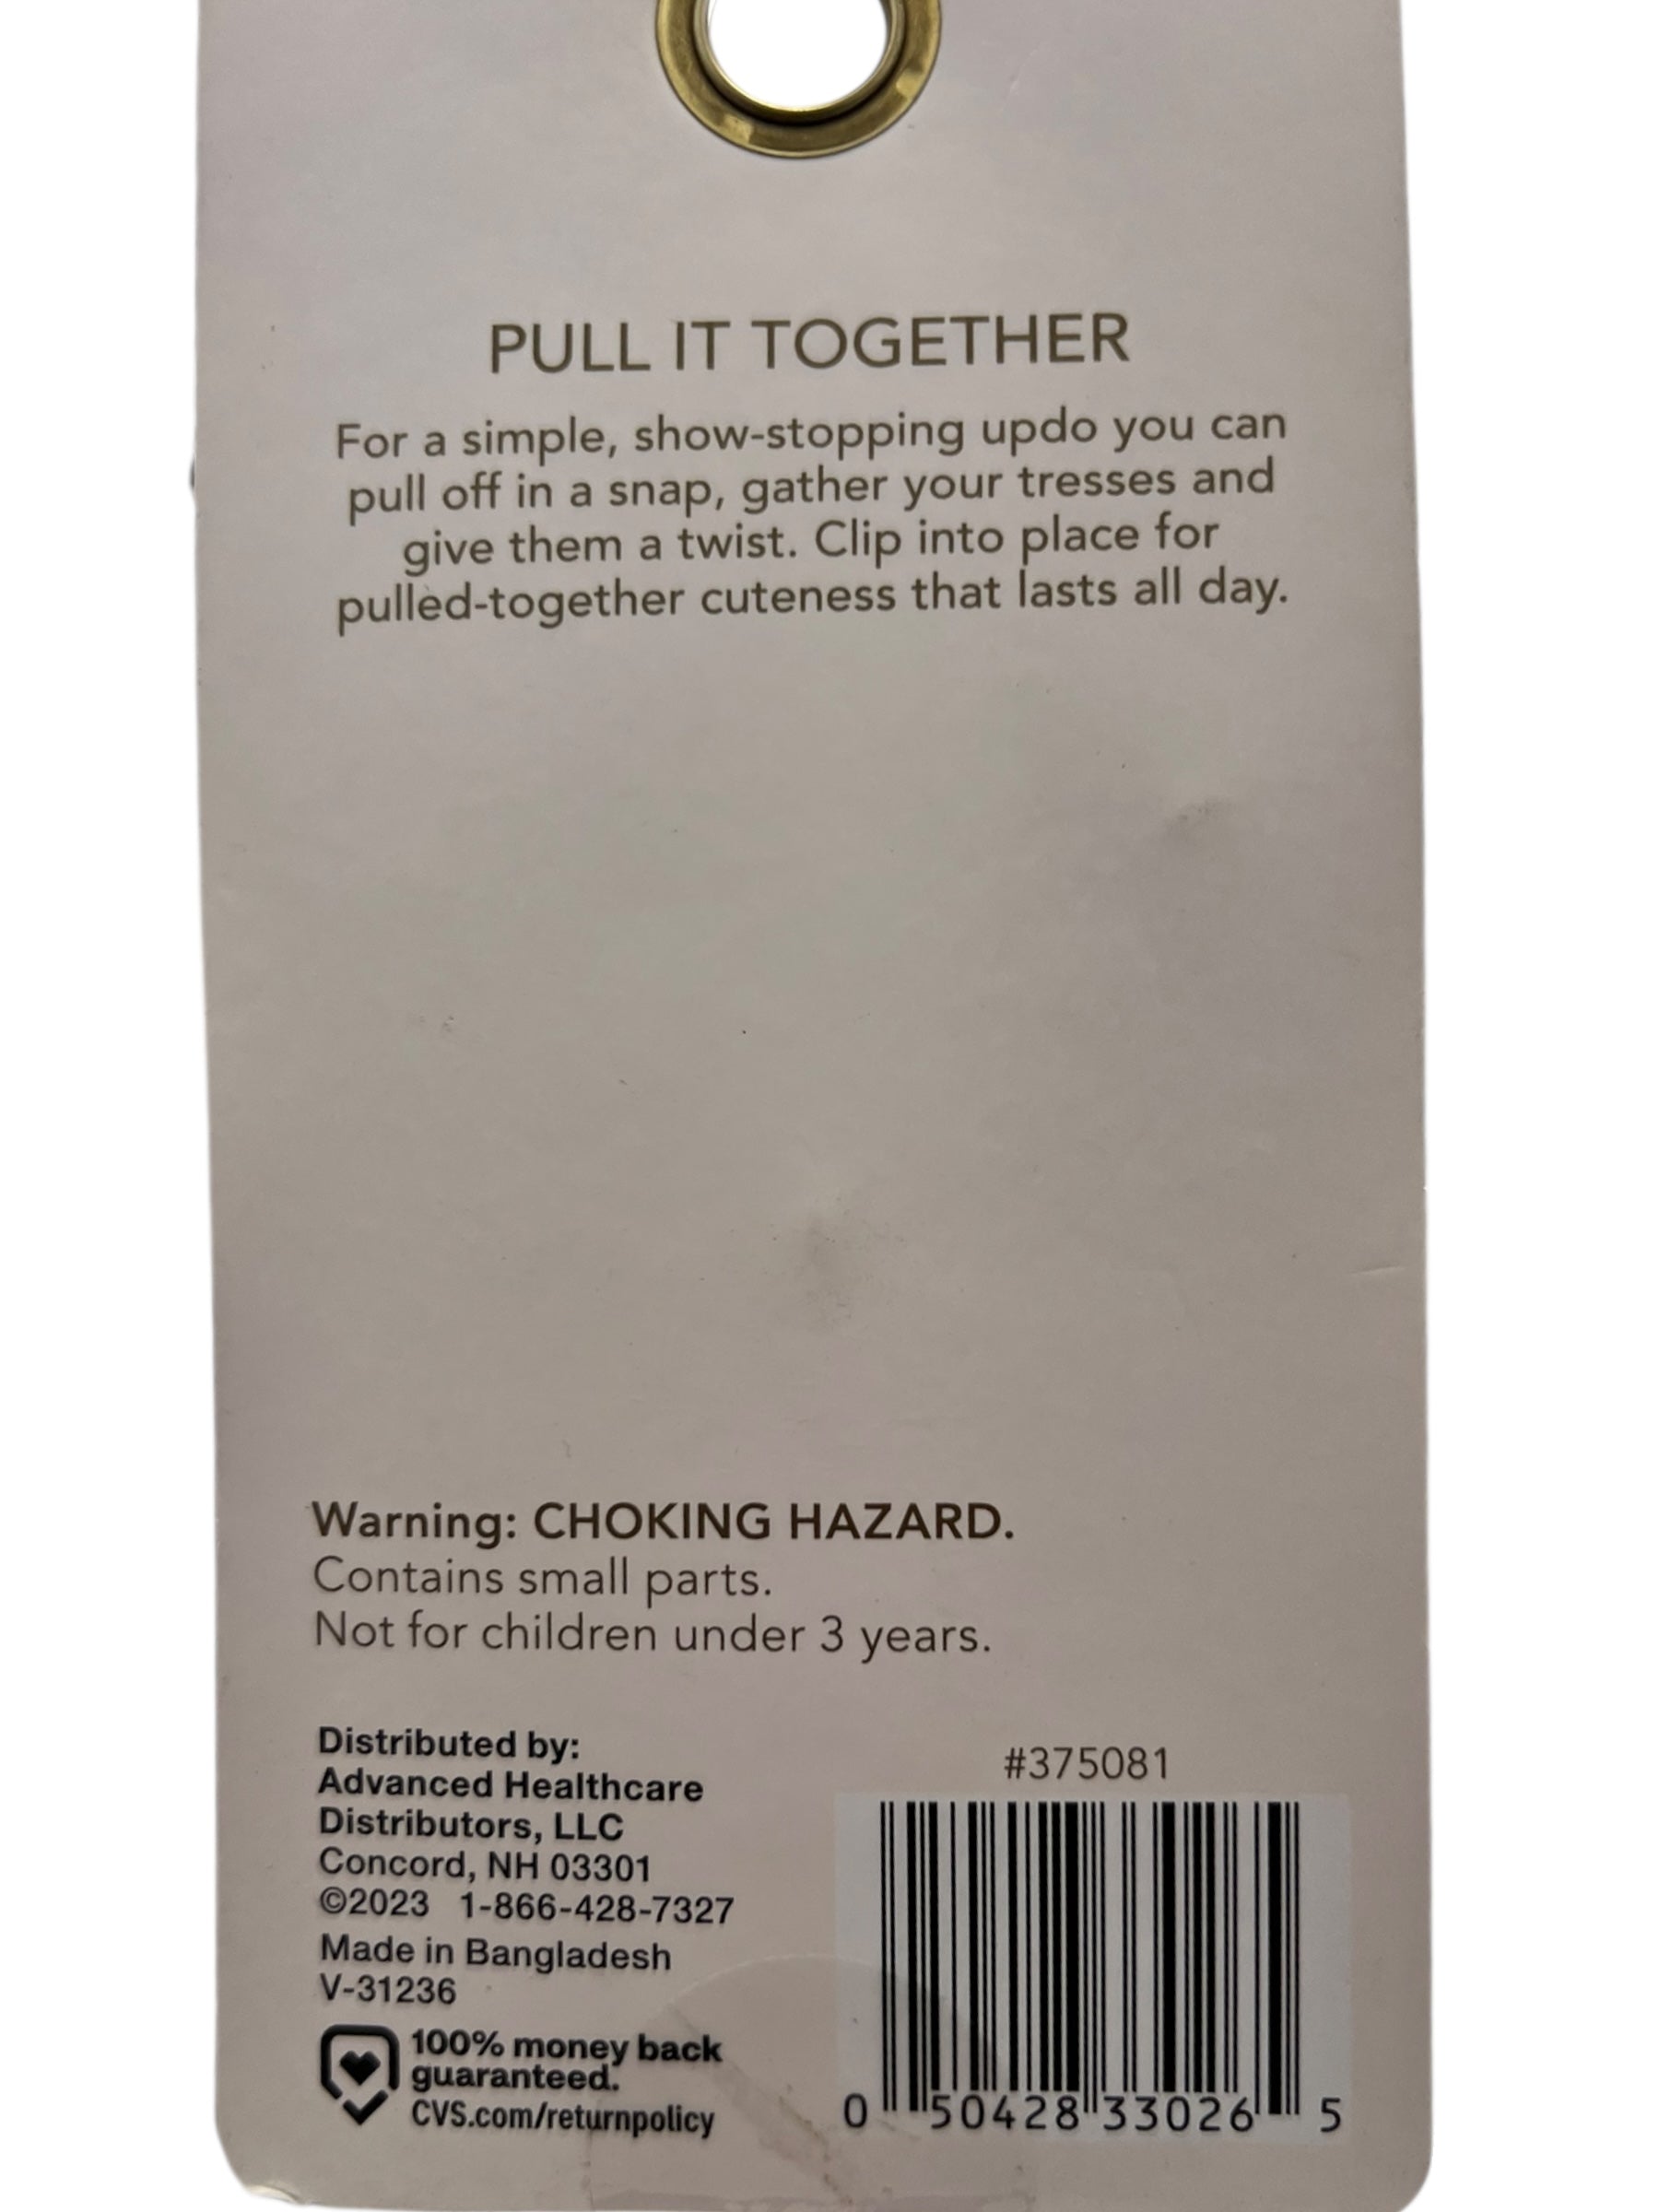 PULL IT TOGETHER
For a simple, show-stopping updo you can
pull off in a snap, gather your tresses and
give them a twist. Clip into place for
pulled-together cuteness that lasts all day.
Warning: CHOKING HAZARD.
Contains small parts.
Not for children under 3 years.
Distributed by:
Advanced Healthcare
Distributors, LLC
Concord, NH 03301
©2023 1-866-428-7327
Made in Bangladesh
V-31236
100% money back
guaranteed.
CVS.com/returnpolicy
#375081
0 50428 33026 5